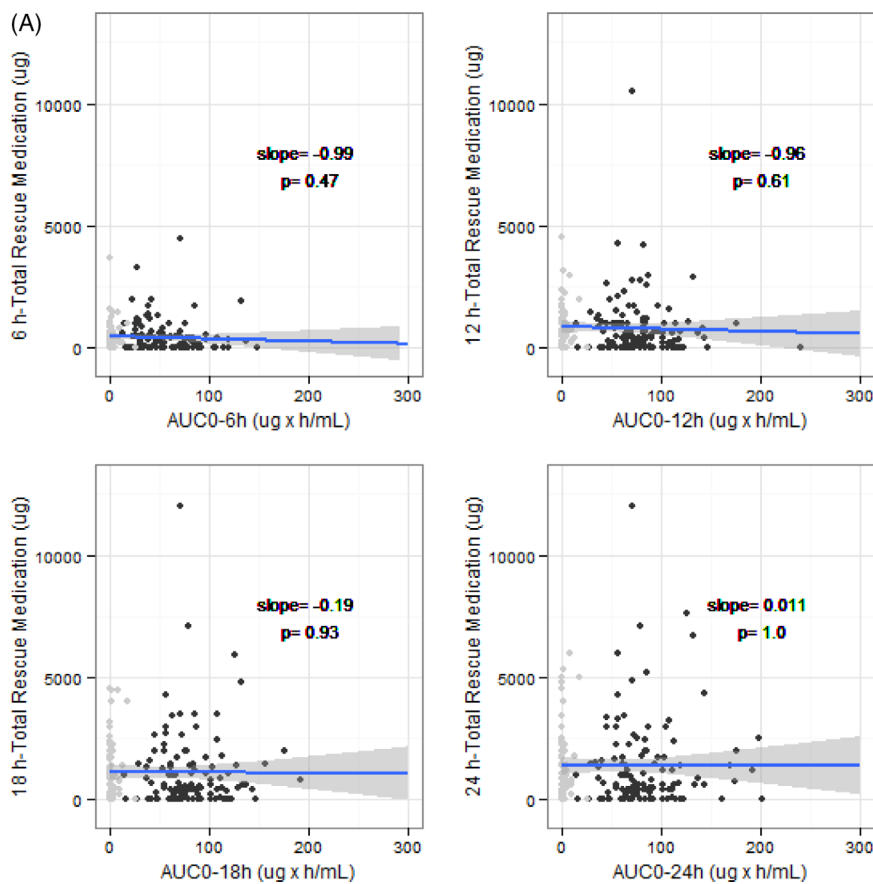 (A)
6 h-Total Rescue Medication (ug)
10000
5000
0
slope= -0.99
p= 0.47
0 100 200 300
AUC0-6h (ug x h/mL)
12 h-Total Rescue Medication (ug)
10000
5000
0
slope= -0.96
p= 0.61
0 100 200 300
AUC0-12h (ug x h/mL)
18 h-Total Rescue Medication (ug)
10000
5000
0
slope= -0.19
p= 0.93
0 100 200 300
AUC0-18h (ug x h/mL)
24 h-Total Rescue Medication (ug)
10000
5000
0
slope= 0.011
p= 1.0
0 100 200 300
AUC0-24h (ug x h/mL)